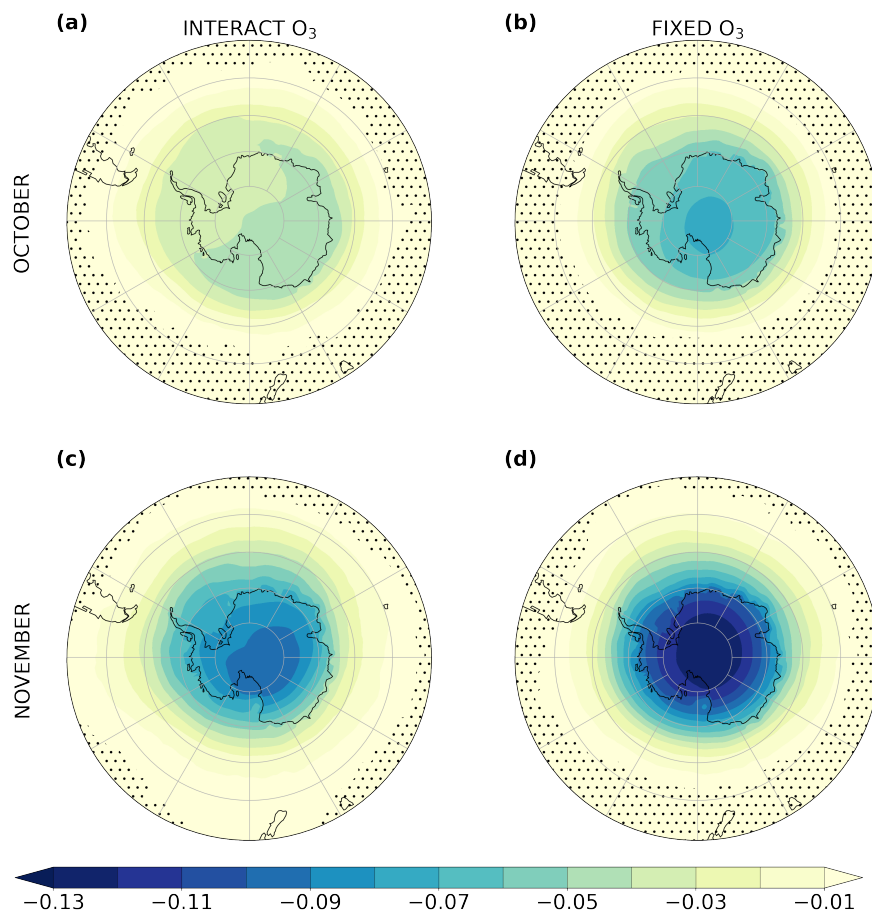 (a)
INTERACT O₃
(b)
FIXED O₃
OCTOBER
(c)
(d)
NOVEMBER
−0.13 −0.11 −0.09 −0.07 −0.05 −0.03 −0.01